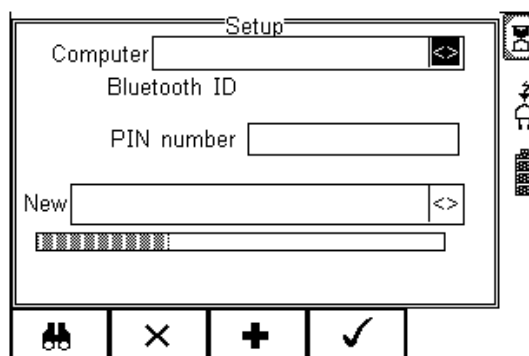 Setup
Computer <>
Bluetooth ID
PIN number
New <>